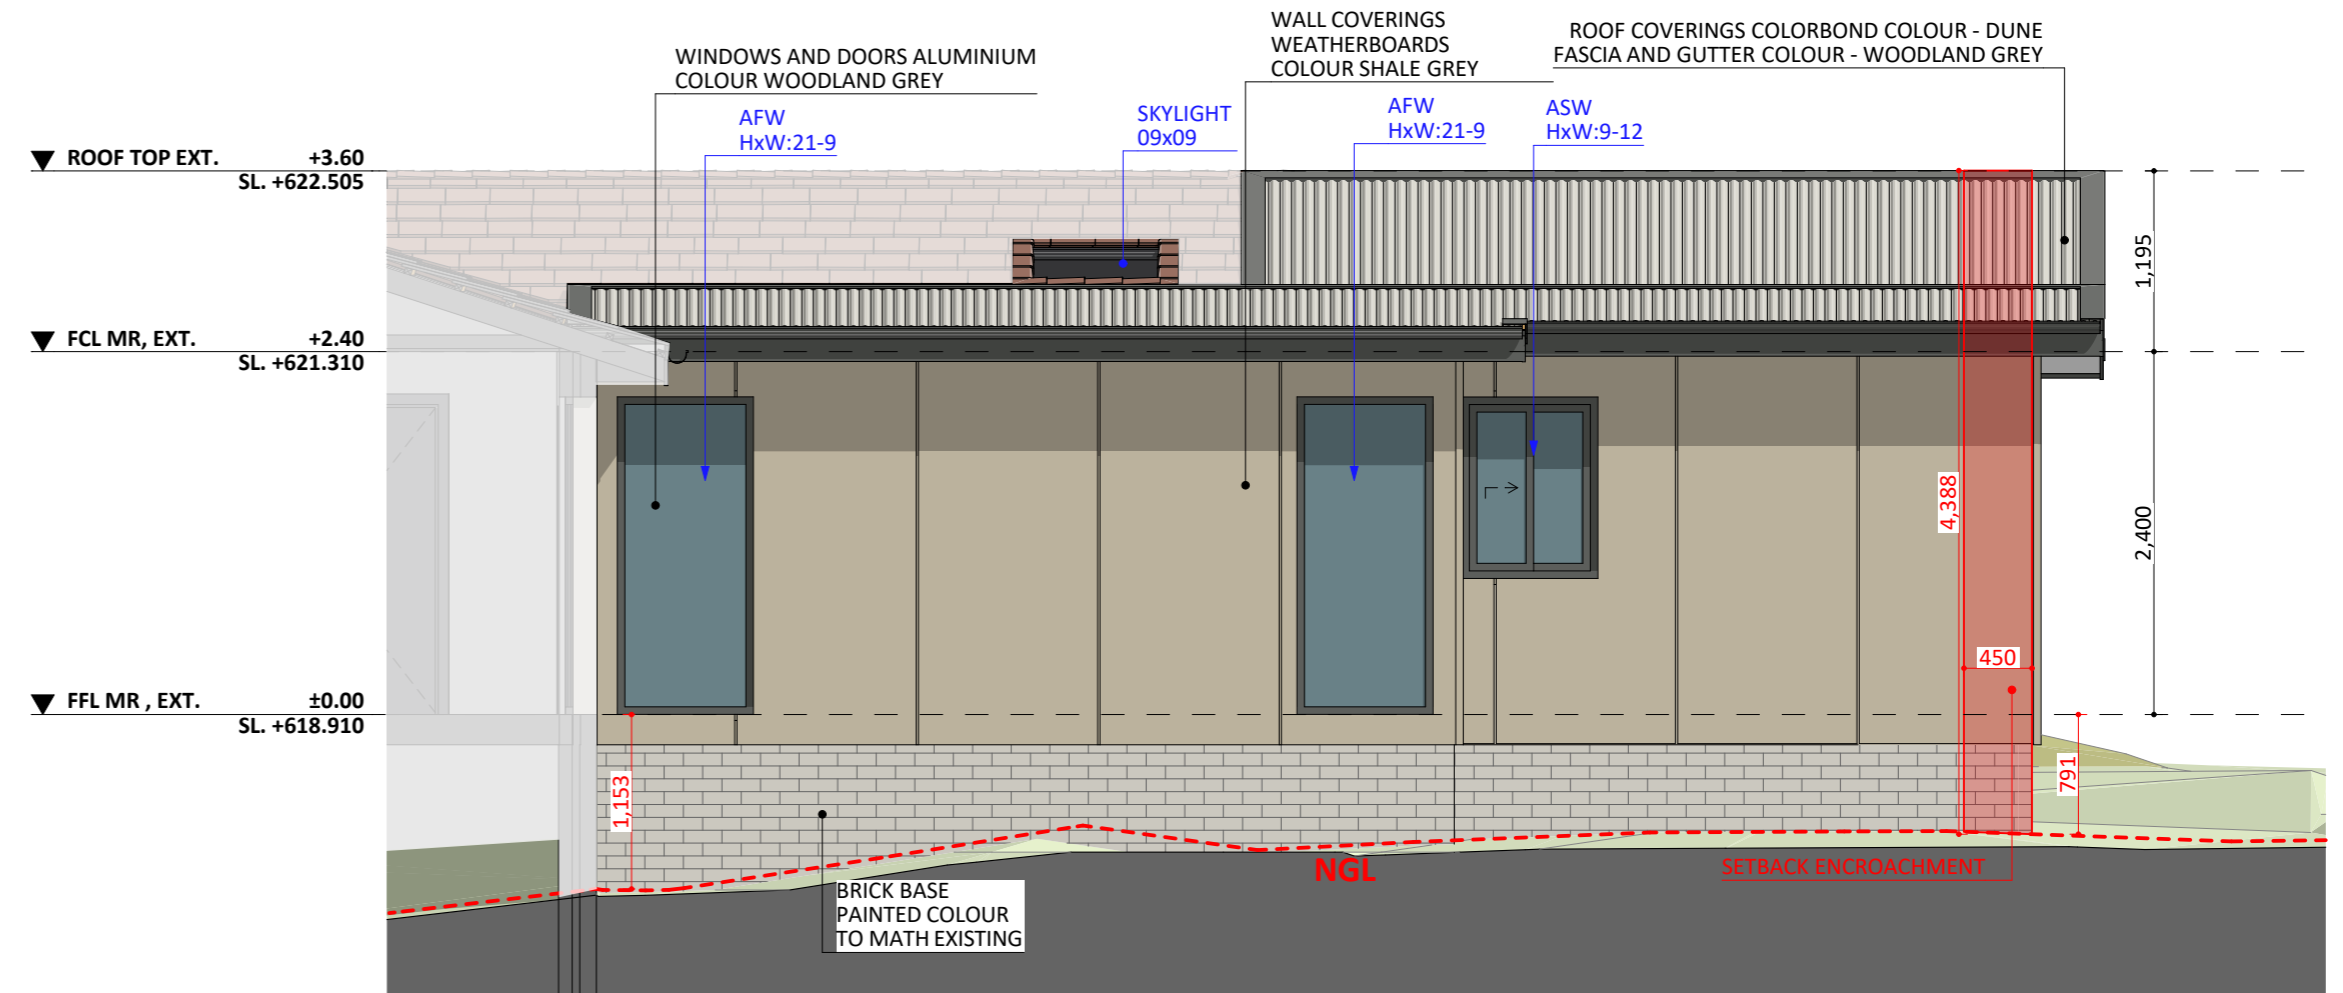 WINDOWS AND DOORS ALUMINIUM
COLOUR WOODLAND GREY
WALL COVERINGS
WEATHERBOARDS
COLOUR SHALE GREY
ROOF COVERINGS COLORBOND COLOUR - DUNE
FASCIA AND GUTTER COLOUR - WOODLAND GREY
AFW
HxW:21-9
SKYLIGHT
09x09
AFW
HxW:21-9
ASW
HxW:9-12
ROOF TOP EXT. +3.60
SL. +622.505
1,195
FCL MR, EXT. +2.40
SL. +621.310
4,388
2,400
450
FFL MR , EXT. ±0.00
SL. +618.910
1,153
791
NGL
SETBACK ENCROACHMENT
BRICK BASE
PAINTED COLOUR
TO MATH EXISTING